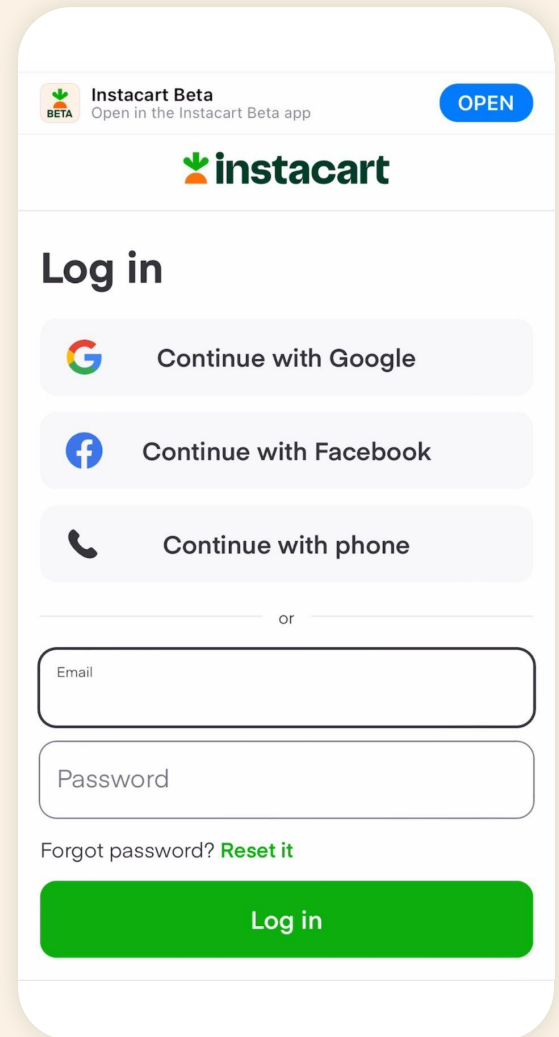 BETA
Instacart Beta
Open in the Instacart Beta app
OPEN
instacart
Log in
Continue with Google
Continue with Facebook
Continue with phone
or
Email
Password
Forgot password? Reset it
Log in